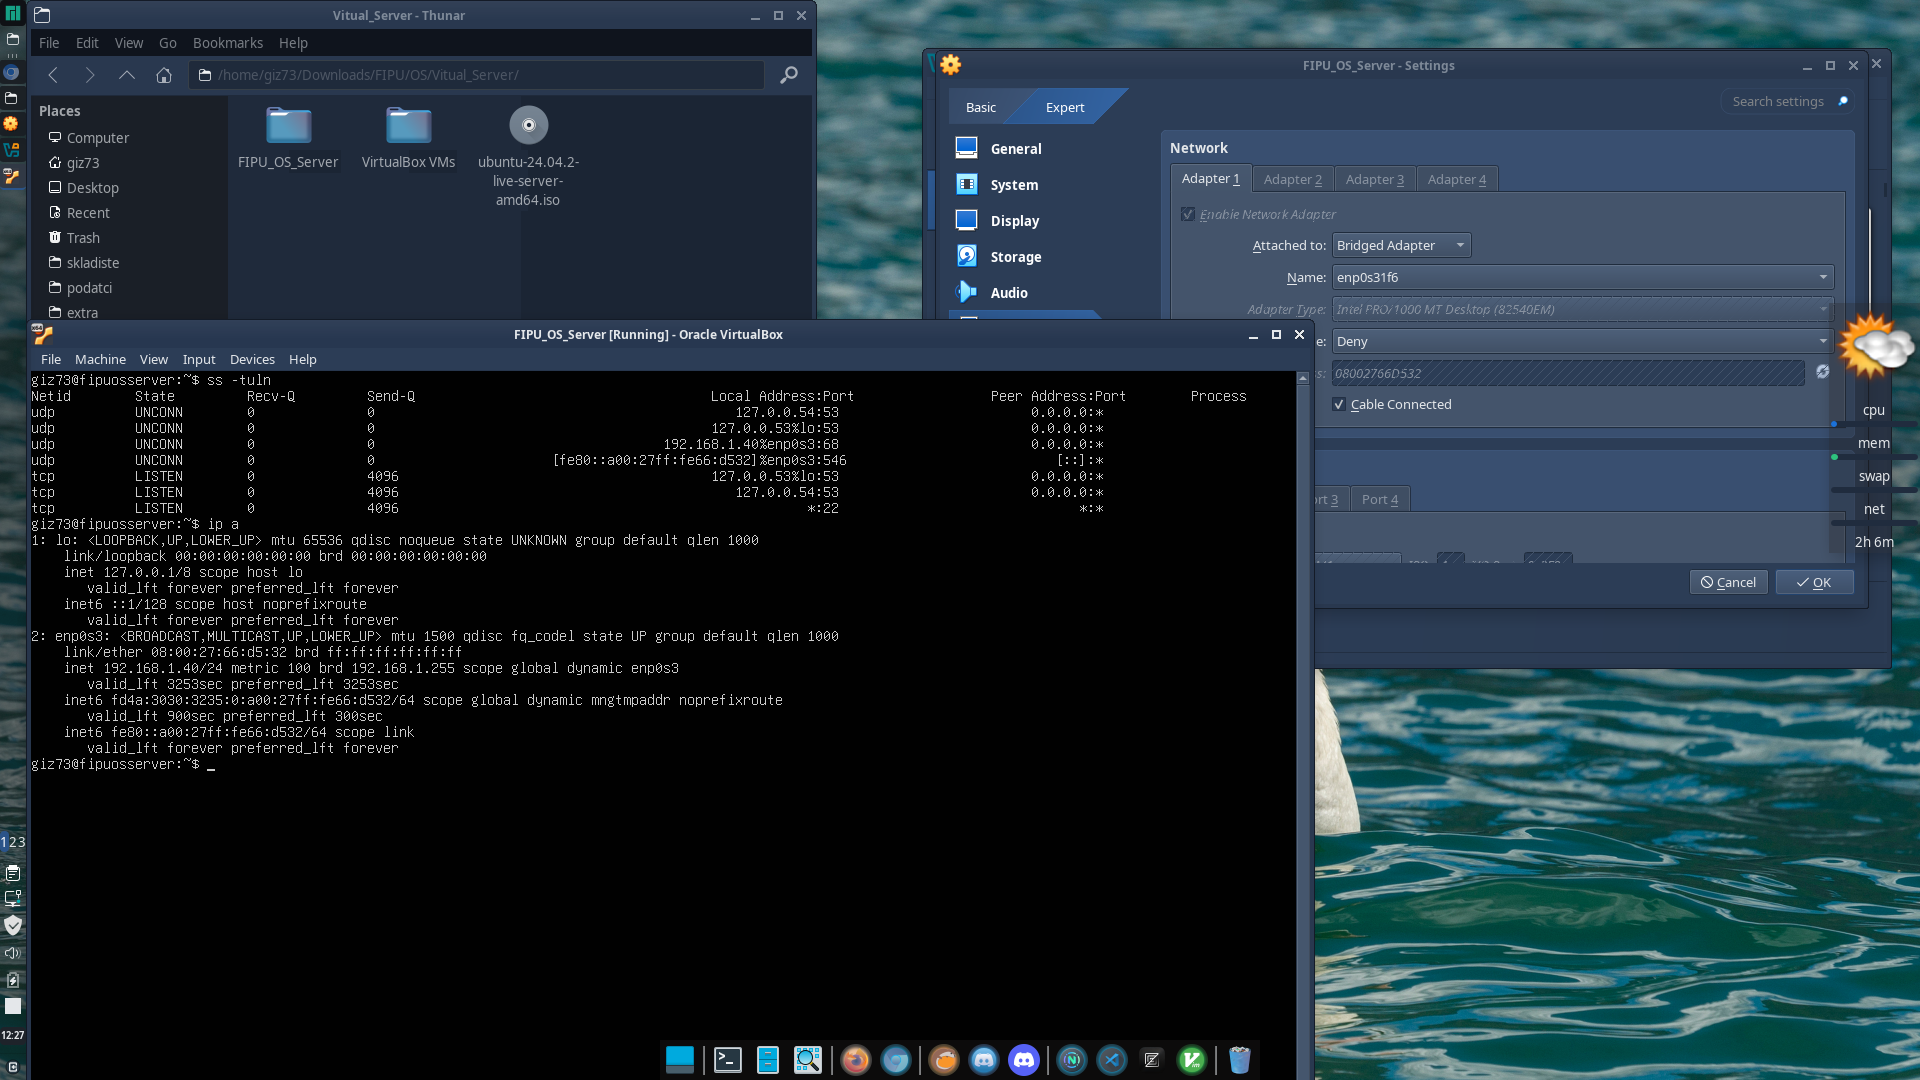 Vitual_Server - Thunar
File Edit View Go Bookmarks Help
/home/giz73/Downloads/FIPU/OS/Vitual_Server/
Places
Computer
giz73
Desktop
Recent
Trash
skladiste
podatci
extra
FIPU_OS_Server
VirtualBox VMs
ubuntu-24.04.2-
live-server-
amd64.iso
FIPU_OS_Server - Settings
Basic Expert
Search settings
General
System
Display
Storage
Audio
Network
Adapter 1 Adapter 2 Adapter 3 Adapter 4
Enable Network Adapter
Attached to: Bridged Adapter
Name: enp0s31f6
Adapter Type: Intel PRO/1000 MT Desktop (82540EM)
e: Deny
s: 08002766D532
Cable Connected
ort 3 Port 4
Cancel OK
FIPU_OS_Server [Running] - Oracle VirtualBox
File Machine View Input Devices Help
giz73@fipuosserver:~$ ss -tuln
Netid State Recv-Q Send-Q Local Address:Port Peer Address:Port Process
udp UNCONN 0 0 127.0.0.54:53 0.0.0.0:*
udp UNCONN 0 0 127.0.0.53%lo:53 0.0.0.0:*
udp UNCONN 0 0 192.168.1.40%enp0s3:68 0.0.0.0:*
udp UNCONN 0 0 [fe80::a00:27ff:fe66:d532]%enp0s3:546 [::]:*
tcp LISTEN 0 4096 127.0.0.53%lo:53 0.0.0.0:*
tcp LISTEN 0 4096 127.0.0.54:53 0.0.0.0:*
tcp LISTEN 0 4096 *:22 *:*
giz73@fipuosserver:~$ ip a
1: lo: <LOOPBACK,UP,LOWER_UP> mtu 65536 qdisc noqueue state UNKNOWN group default qlen 1000
link/loopback 00:00:00:00:00:00 brd 00:00:00:00:00:00
inet 127.0.0.1/8 scope host lo
valid_lft forever preferred_lft forever
inet6 ::1/128 scope host noprefixroute
valid_lft forever preferred_lft forever
2: enp0s3: <BROADCAST,MULTICAST,UP,LOWER_UP> mtu 1500 qdisc fq_codel state UP group default qlen 1000
link/ether 08:00:27:66:d5:32 brd ff:ff:ff:ff:ff:ff
inet 192.168.1.40/24 metric 100 brd 192.168.1.255 scope global dynamic enp0s3
valid_lft 3253sec preferred_lft 3253sec
inet6 fd4a:3030:3235:0:a00:27ff:fe66:d532/64 scope global dynamic mngtmpaddr noprefixroute
valid_lft 900sec preferred_lft 300sec
inet6 fe80::a00:27ff:fe66:d532/64 scope link
valid_lft forever preferred_lft forever
giz73@fipuosserver:~$ _
cpu
mem
swap
net
2h 6m
123
12:27